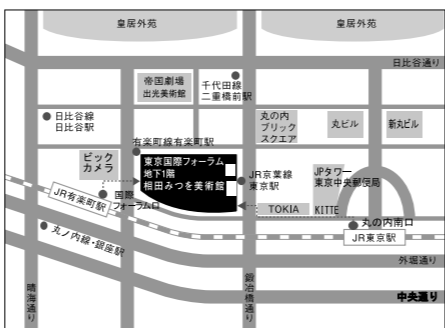 皇居外苑
皇居外苑
日比谷通り
帝国劇場
出光美術館
千代田線
二重橋前駅
日比谷線
日比谷駅
丸の内
ブリック
スクエア
丸ビル
新丸ビル
有楽町線有楽町駅
ビック
カメラ
東京国際フォーラム
地下1階
相田みつを美術館
JR京葉線
東京駅
JPタワー
東京中央郵便局
国際
フォーラム口
JR有楽町駅
TOKIA
KITTE
丸の内南口
JR東京駅
丸ノ内線・銀座駅
外堀通り
中央通り
晴海通り
鍛冶橋通り